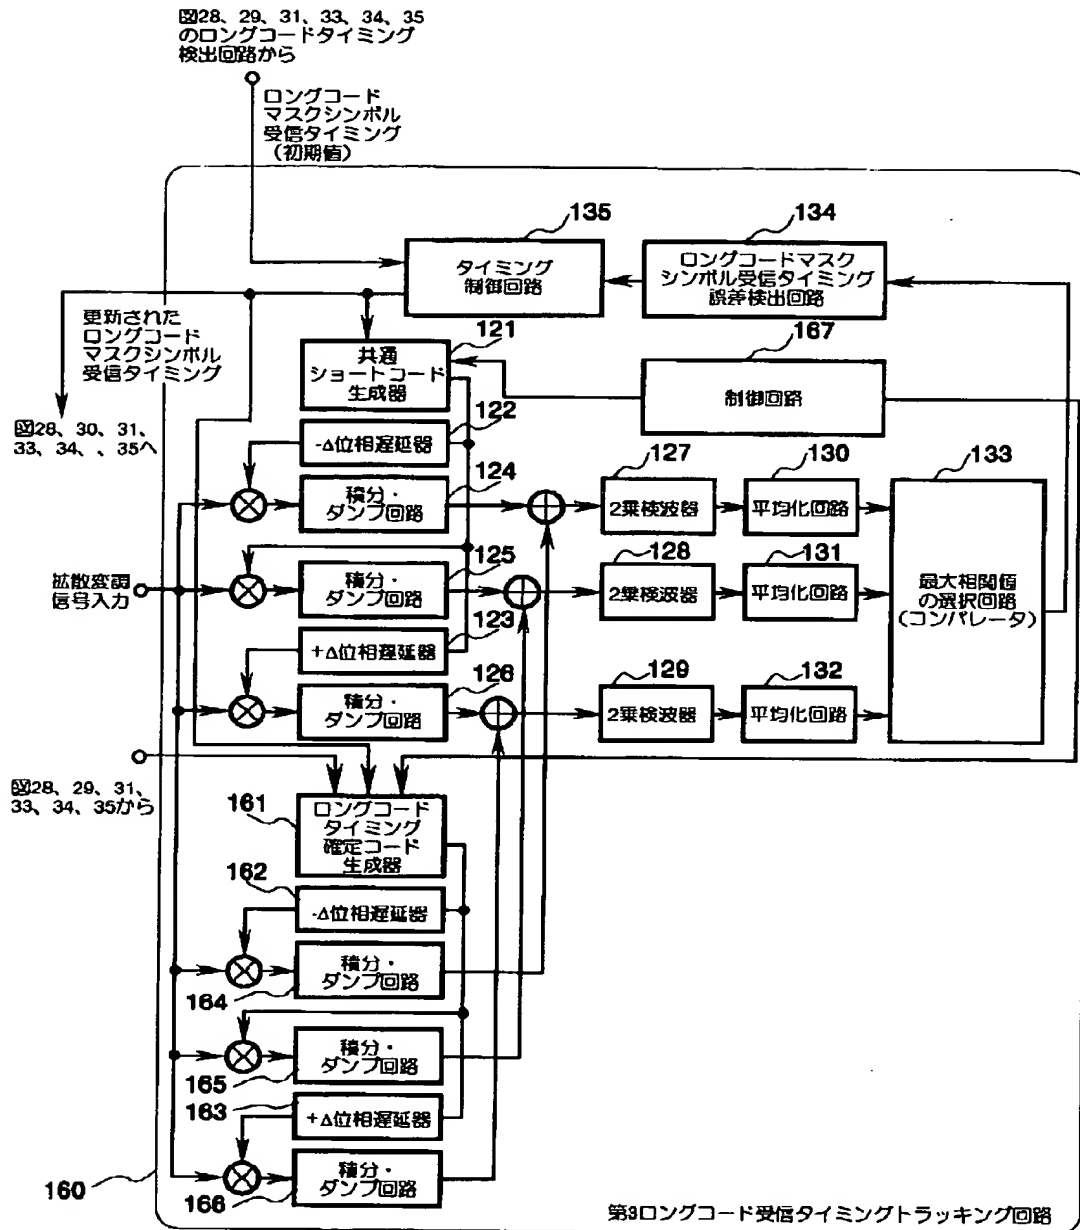 図28、29、31、33、34、35
のロングコードタイミング
検出回路から
ロングコード
マスクシンボル
受信タイミング
(初期値)
135
134
タイミング
制御回路
ロングコードマスク
シンボル受信タイミング
誤差検出回路
更新された
ロングコード
マスクシンボル
受信タイミング
121
共通
ショートコード
生成器
167
制御回路
図28、30、31、
33、34、、35へ
122
-Δ位相遅延器
124
積分・
ダンプ回路
127
2乗検波器
130
平均化回路
133
最大相関値
の選択回路
(コンパレータ)
拡散変調
信号入力
125
積分・
ダンプ回路
128
2乗検波器
131
平均化回路
123
+Δ位相遅延器
126
積分・
ダンプ回路
129
2乗検波器
132
平均化回路
図28、29、31、
33、34、35から
161
ロングコード
タイミング
確定コード
生成器
162
-Δ位相遅延器
積分・
ダンプ回路
164
積分・
ダンプ回路
165
163
+Δ位相遅延器
積分・
ダンプ回路
166
160
第3ロングコード受信タイミングトラッキング回路